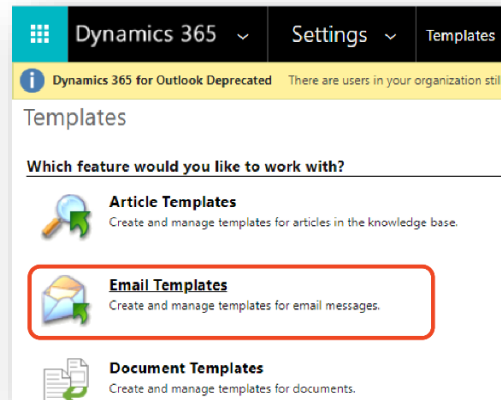 Dynamics 365 Settings Templates
Dynamics 365 for Outlook Deprecated There are users in your organization
Templates
Which feature would you like to work with?
Article Templates
Create and manage templates for articles in the knowledge base.
Email Templates
Create and manage templates for email messages.
Document Templates
Create and manage templates for documents.